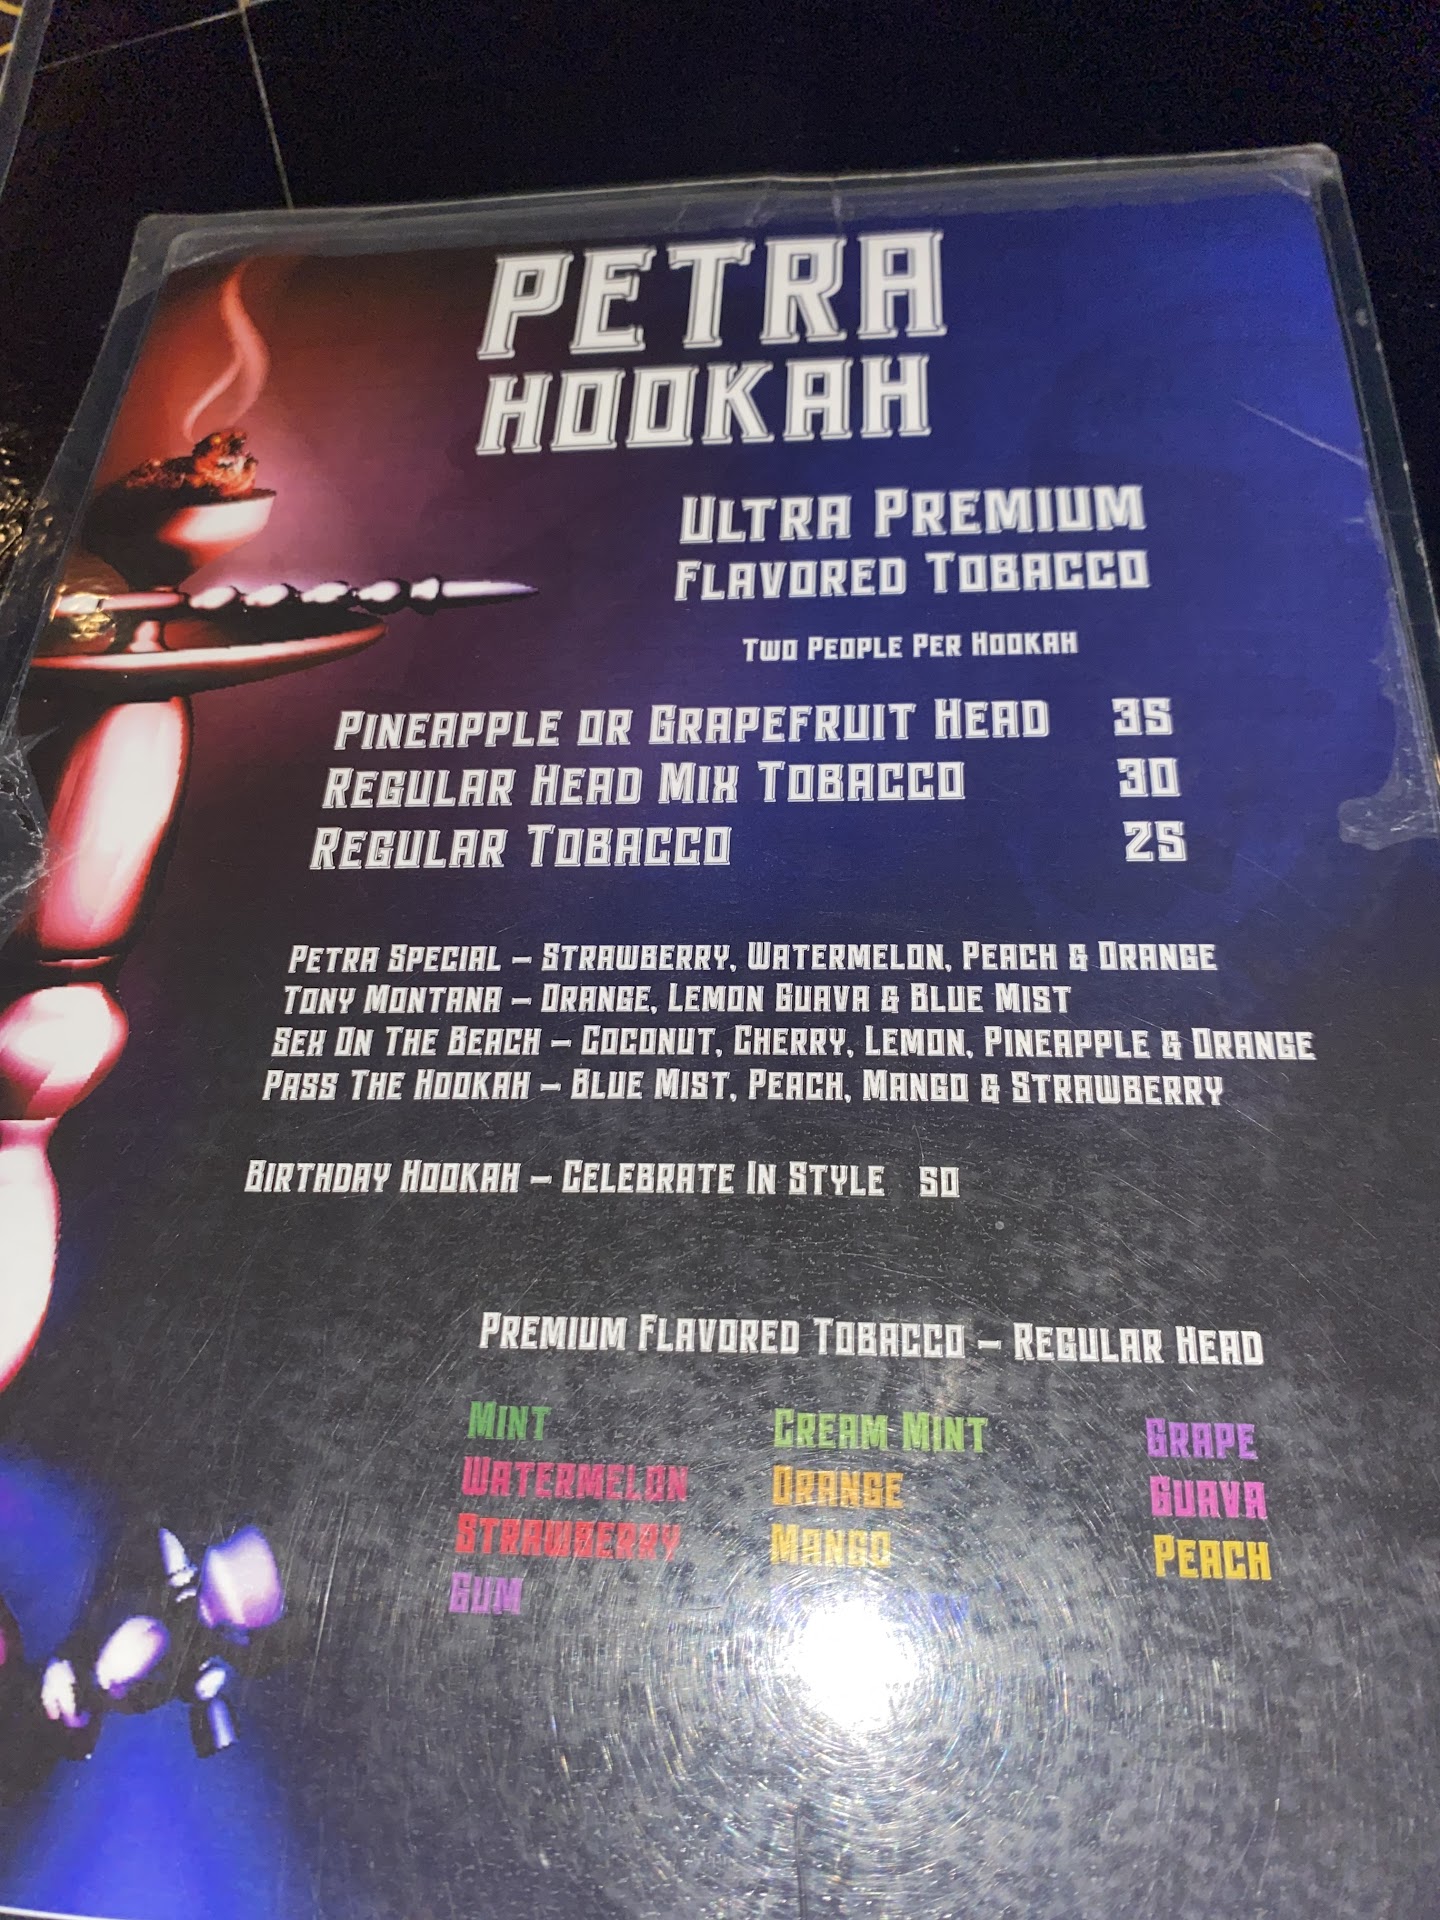 PETRA
HOOKAH
ULTRA PREMIUM
FLAVORED TOBACCO
TWO PEOPLE PER HOOKAH
PINEAPPLE OR GRAPEFRUIT HEAD 35
REGULAR HEAD MIX TOBACCO 30
REGULAR TOBACCO 25
PETRA SPECIAL – STRAWBERRY, WATERMELON, PEACH & ORANGE
TONY MONTANA – ORANGE, LEMON GUAVA & BLUE MIST
SEX ON THE BEACH – COCONUT, CHERRY, LEMON, PINEAPPLE & ORANGE
PASS THE HOOKAH – BLUE MIST, PEACH, MANGO & STRAWBERRY
BIRTHDAY HOOKAH – CELEBRATE IN STYLE 50
PREMIUM FLAVORED TOBACCO – REGULAR HEAD
MINT CREAM MINT GRAPE
WATERMELON ORANGE GUAVA
STRAWBERRY MANGO PEACH
GUM